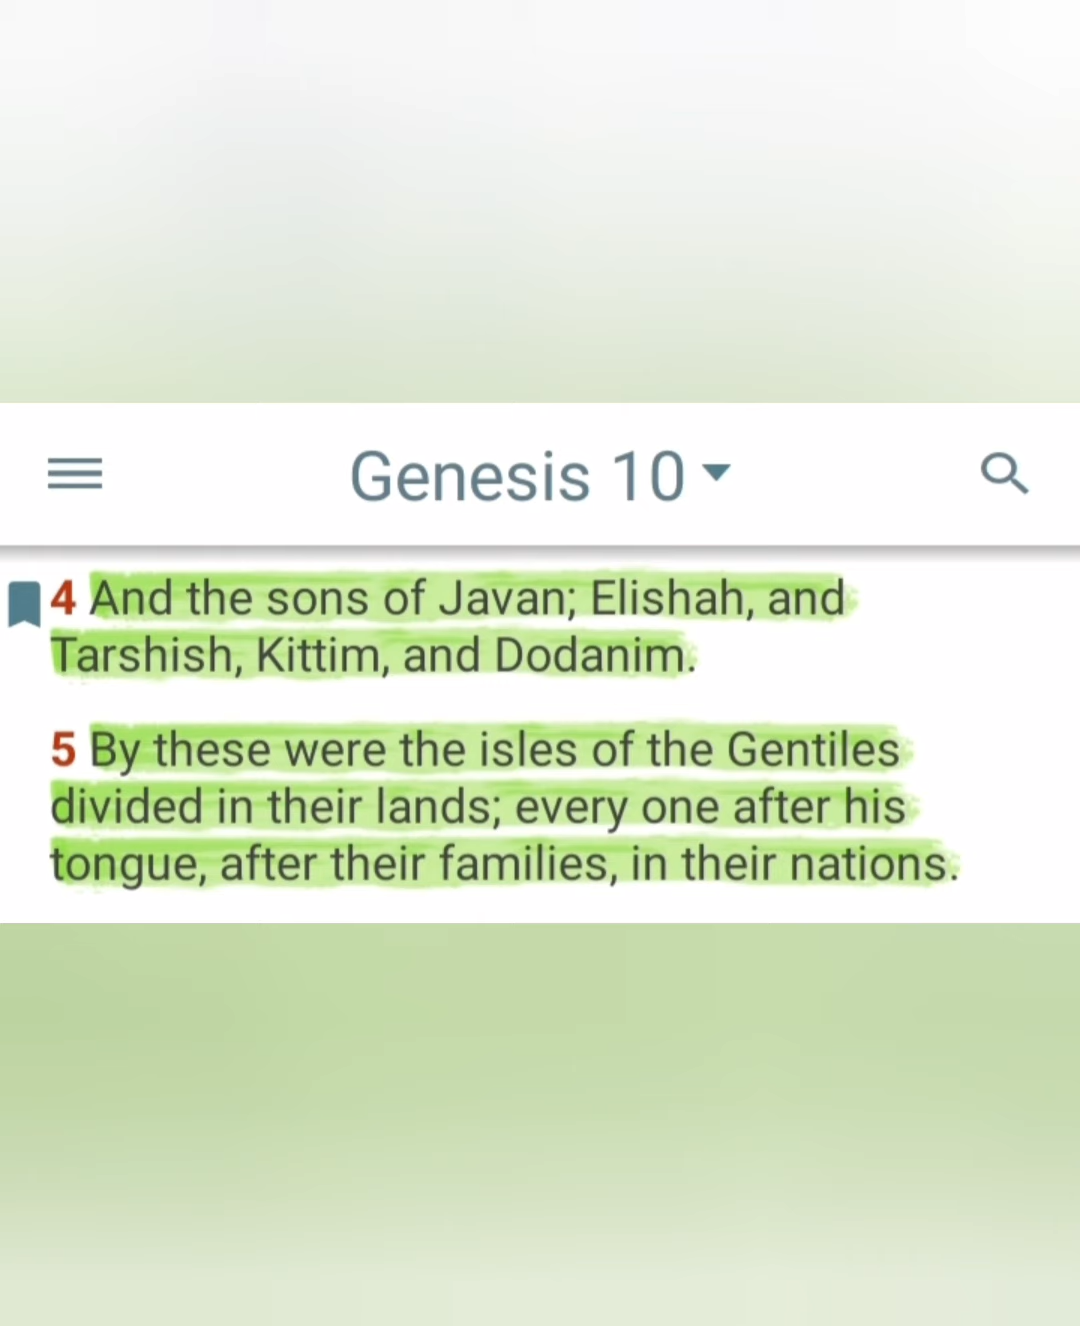 Genesis 10
4 And the sons of Javan; Elishah, and
Tarshish, Kittim, and Dodanim.
5 By these were the isles of the Gentiles
divided in their lands; every one after his
tongue, after their families, in their nations.